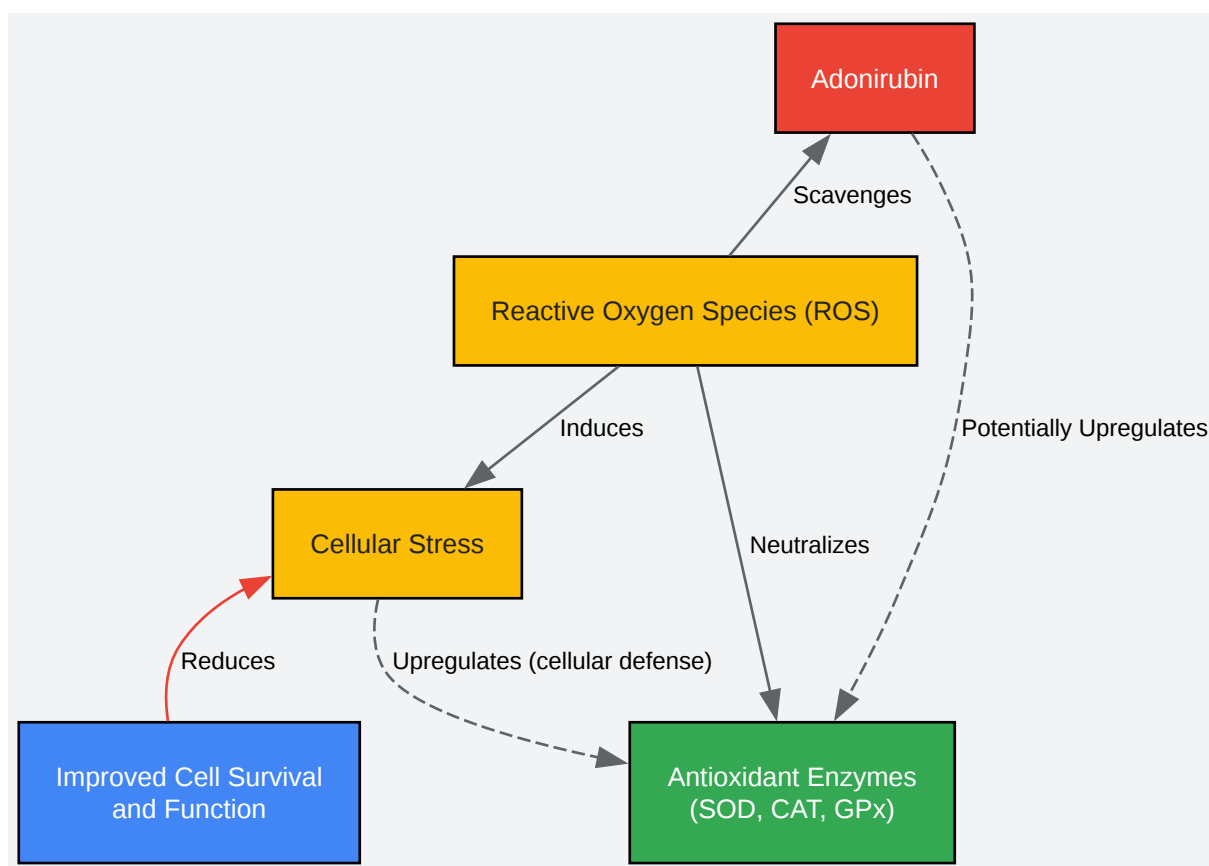 Adonirubin
Scavenges
Reactive Oxygen Species (ROS)
Induces
Potentially Upregulates
Cellular Stress
Neutralizes
Reduces
Upregulates (cellular defense)
Improved Cell Survival
and Function
Antioxidant Enzymes
(SOD, CAT, GPx)